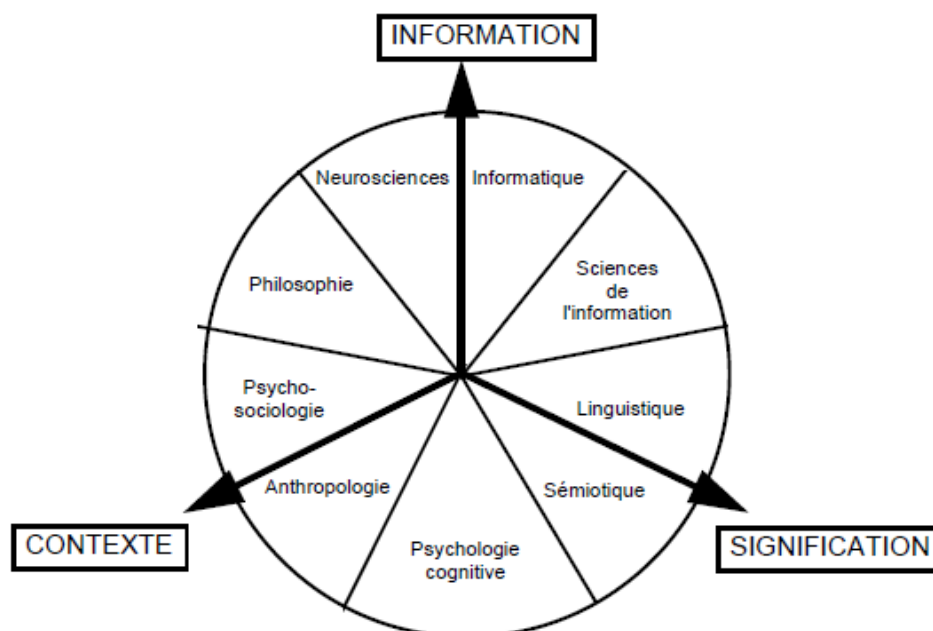 INFORMATION
Neurosciences
Informatique
Philosophie
Sciences
de
l'information
Psycho-
sociologie
Linguistique
Anthropologie
Sémiotique
CONTEXTE
Psychologie
cognitive
SIGNIFICATION